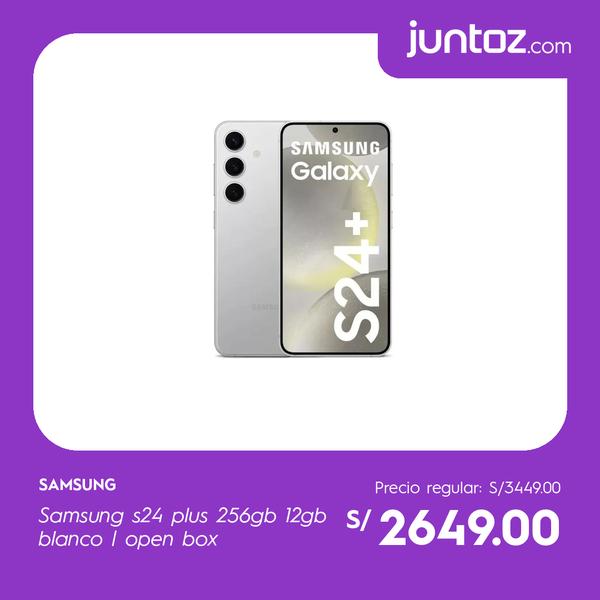 juntoz.com
SAMSUNG
Galaxy
S24+
SAMSUNG
SAMSUNG
Samsung s24 plus 256gb 12gb
blanco | open box
Precio regular: S/3449.00
S/ 2649.00